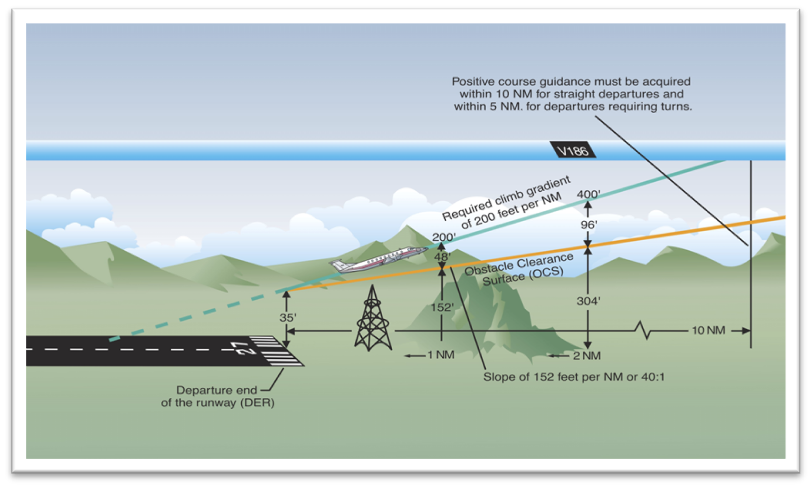 Positive course guidance must be acquired
within 10 NM for straight departures and
within 5 NM. for departures requiring turns.
V186
Required climb gradient
of 200 feet per NM
400'
96'
200'
48'
Obstacle Clearance
Surface (OCS)
304'
152'
35'
10 NM
27
1 NM
2 NM
Slope of 152 feet per NM or 40:1
Departure end
of the runway (DER)